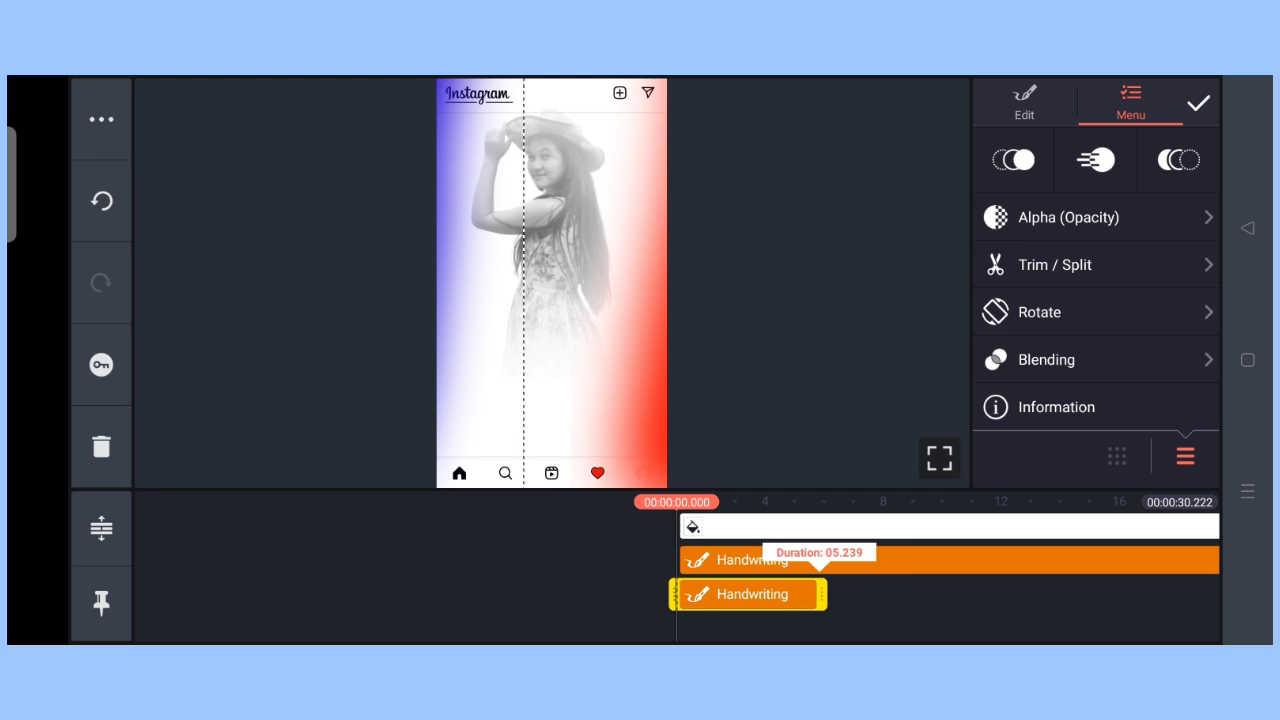 Instagram
Edit
Menu
Alpha (Opacity)
Trim / Split
Rotate
Blending
Information
00:00:00.000
4
8
12
16
00:00:30.222
Duration: 05.239
Handwriting
Handwriting